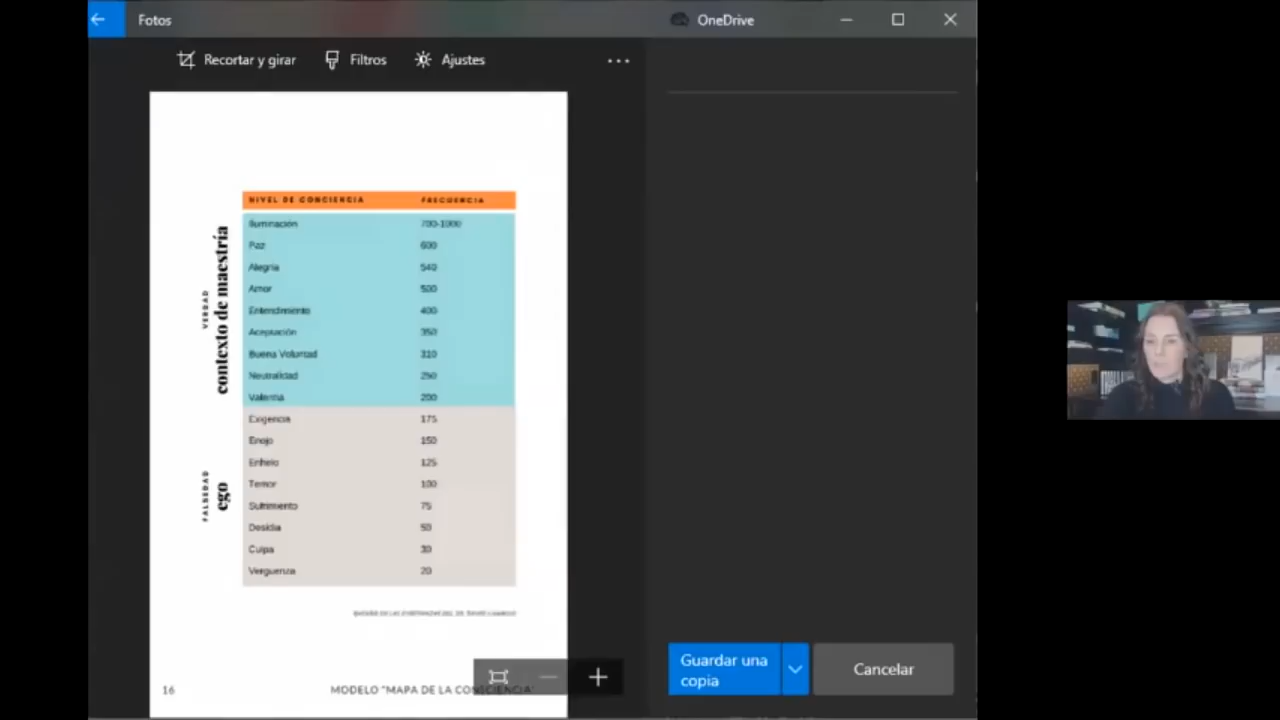 Fotos
OneDrive
Recortar y girar
Filtros
Ajustes
NIVEL DE CONCIENCIA FRECUENCIA
Iluminación 700-1000
Paz 600
Alegría 540
Amor 500
Entendimiento 400
Aceptación 350
Buena Voluntad 310
Neutralidad 250
Valentía 200
Exigencia 175
Enojo 150
Enhelo 125
Temor 100
Sufrimiento 75
Desidia 50
Culpa 30
Verguenza 20
VERDAD
contexto de maestría
FALSEDAD
ego
16
MODELO "MAPA DE LA CONSCIENCIA"
Guardar una
copia
Cancelar